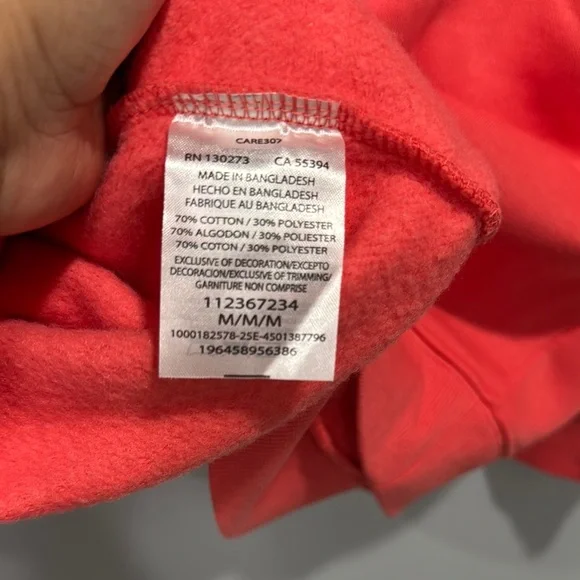 CARE307
RN 130273 CA 55394
MADE IN BANGLADESH
HECHO EN BANGLADESH
FABRIQUE AU BANGLADESH
70% COTTON / 30% POLYESTER
70% ALGODON / 30% POLIESTER
70% COTON / 30% POLYESTER
EXCLUSIVE OF DECORATION/EXCEPTO
DECORACION/EXCLUSIVE OF TRIMMING/
GARNITURE NON COMPRISE
112367234
M/M/M
1000182578-25E-4501387796
196458956386